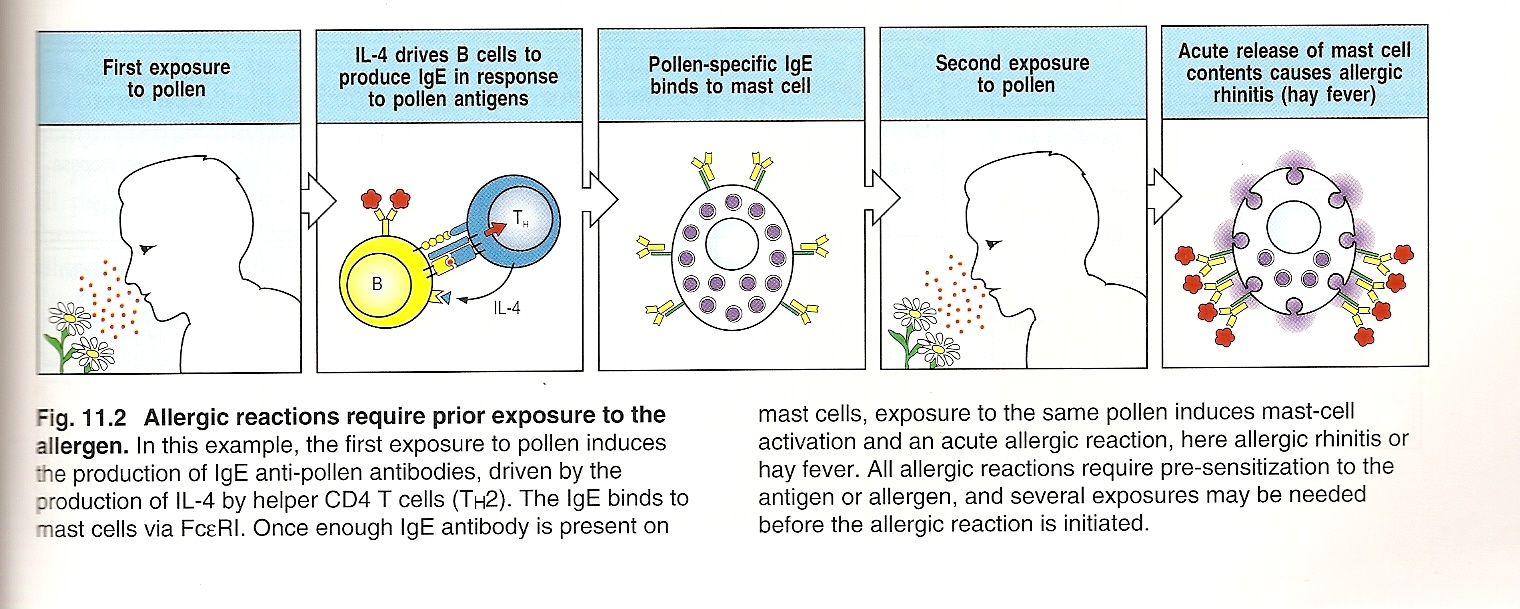 First exposure
to pollen
IL-4 drives B cells to
produce IgE in response
to pollen antigens
Pollen-specific IgE
binds to mast cell
Second exposure
to pollen
Acute release of mast cell
contents causes allergic
rhinitis (hay fever)
B
TH
IL-4
Fig. 11.2 Allergic reactions require prior exposure to the
allergen. In this example, the first exposure to pollen induces
the production of IgE anti-pollen antibodies, driven by the
production of IL-4 by helper CD4 T cells (TH2). The IgE binds to
mast cells via FcεRI. Once enough IgE antibody is present on
mast cells, exposure to the same pollen induces mast-cell
activation and an acute allergic reaction, here allergic rhinitis or
hay fever. All allergic reactions require pre-sensitization to the
antigen or allergen, and several exposures may be needed
before the allergic reaction is initiated.